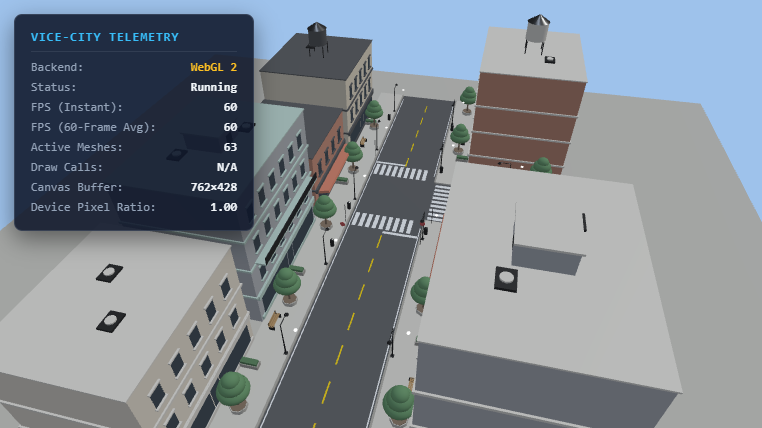 VICE-CITY TELEMETRY
Backend: WebGL 2
Status: Running
FPS (Instant): 60
FPS (60-Frame Avg): 60
Active Meshes: 63
Draw Calls: N/A
Canvas Buffer: 762×428
Device Pixel Ratio: 1.00